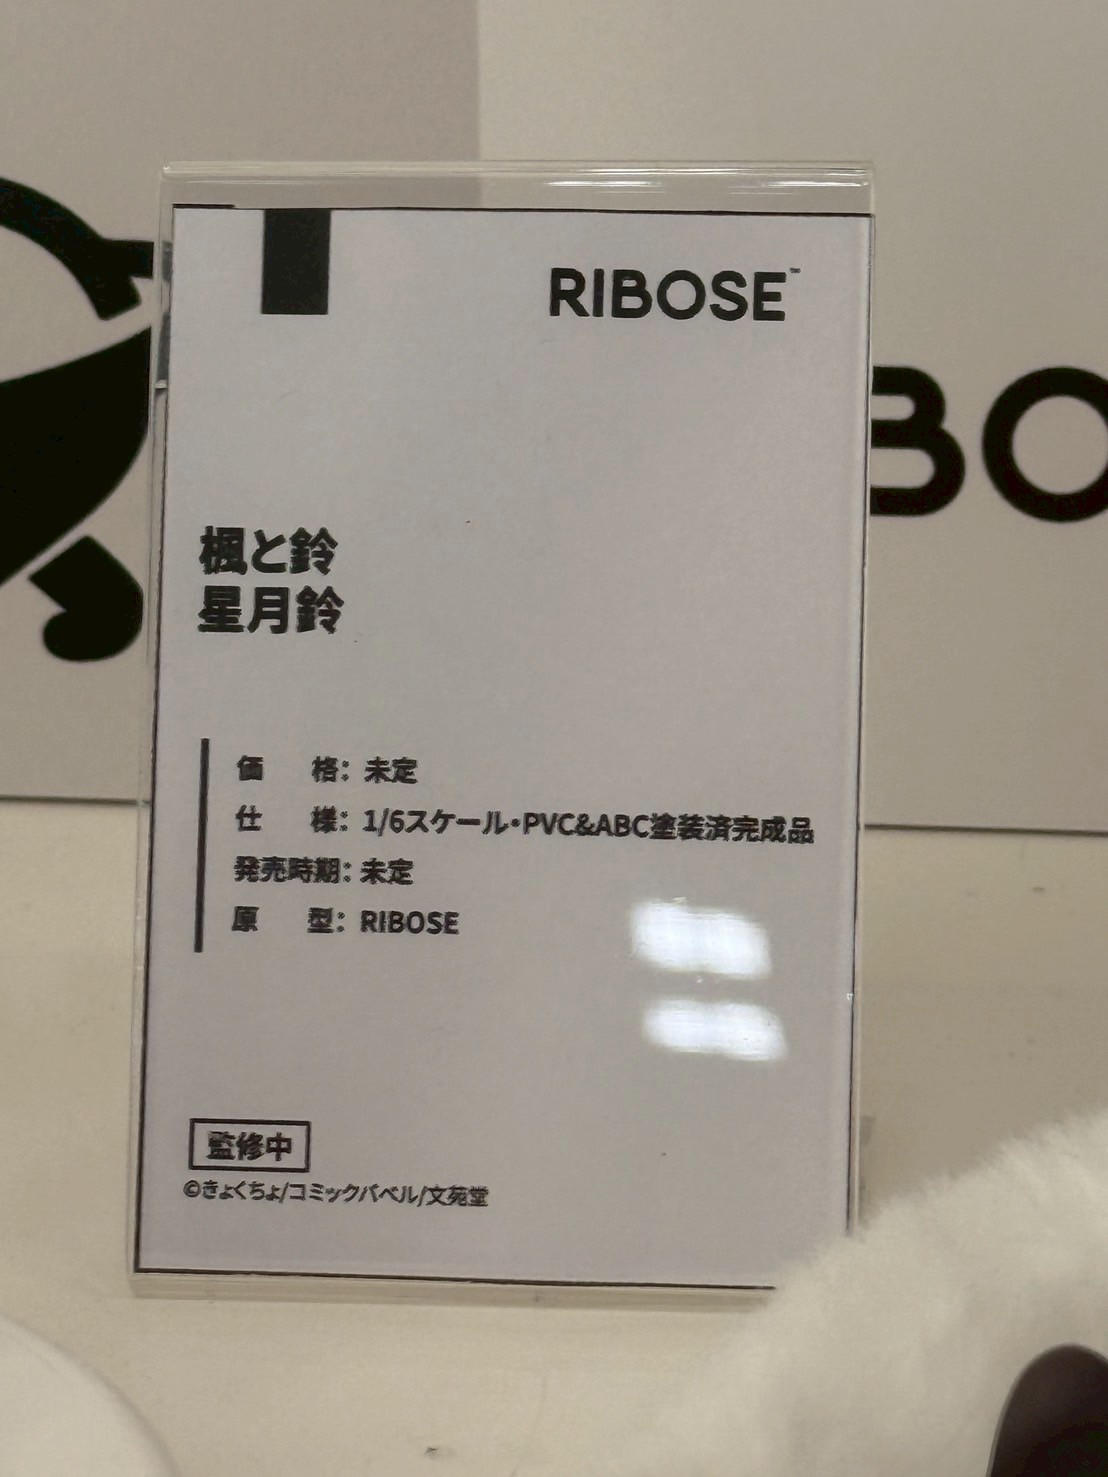 RIBOSE™
BO
楓と鈴
星月鈴
価　格：未定
仕　様：1/6スケール・PVC&ABC塗装済完成品
発売時期：未定
原　型：RIBOSE
監修中
©きょくちょ/コミックバベル/文苑堂